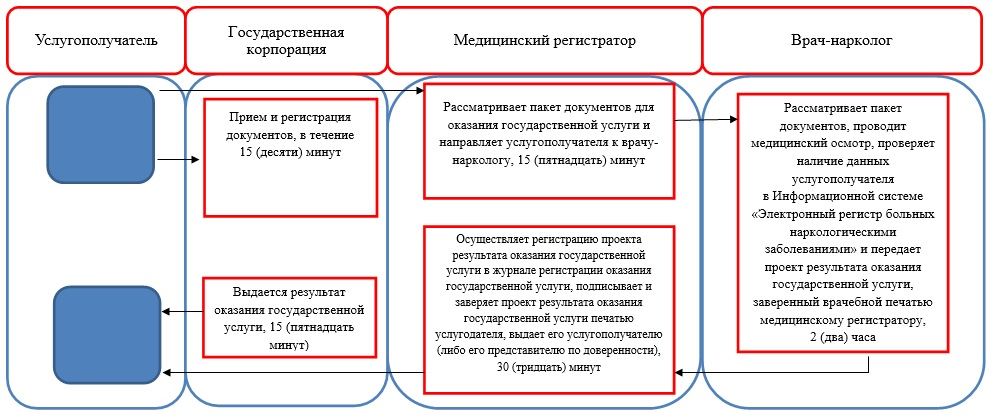 Услугополучатель
Государственная
корпорация
Медицинский регистратор
Врач-нарколог
Прием и регистрация
документов, в течение
15 (десяти) минут
Рассматривает пакет документов для
оказания государственной услуги и
направляет услугополучателя к врачу-
наркологу, 15 (пятнадцать) минут
Рассматривает пакет
документов, проводит
медицинский осмотр, проверяет
наличие данных
услугополучателя
в Информационной системе
«Электронный регистр больных
наркологическими
заболеваниями» и передает
проект результата оказания
государственной услуги,
заверенный врачебной печатью
медицинскому регистратору,
2 (два) часа
Выдается результат
оказания государственной
услуги, 15 (пятнадцать
минут)
Осуществляет регистрацию проекта
результата оказания государственной
услуги в журнале регистрации оказания
государственной услуги, подписывает и
заверяет проект результата оказания
государственной услуги печатью
услугодателя, выдает его услугополучателю
(либо его представителю по доверенности),
30 (тридцать) минут